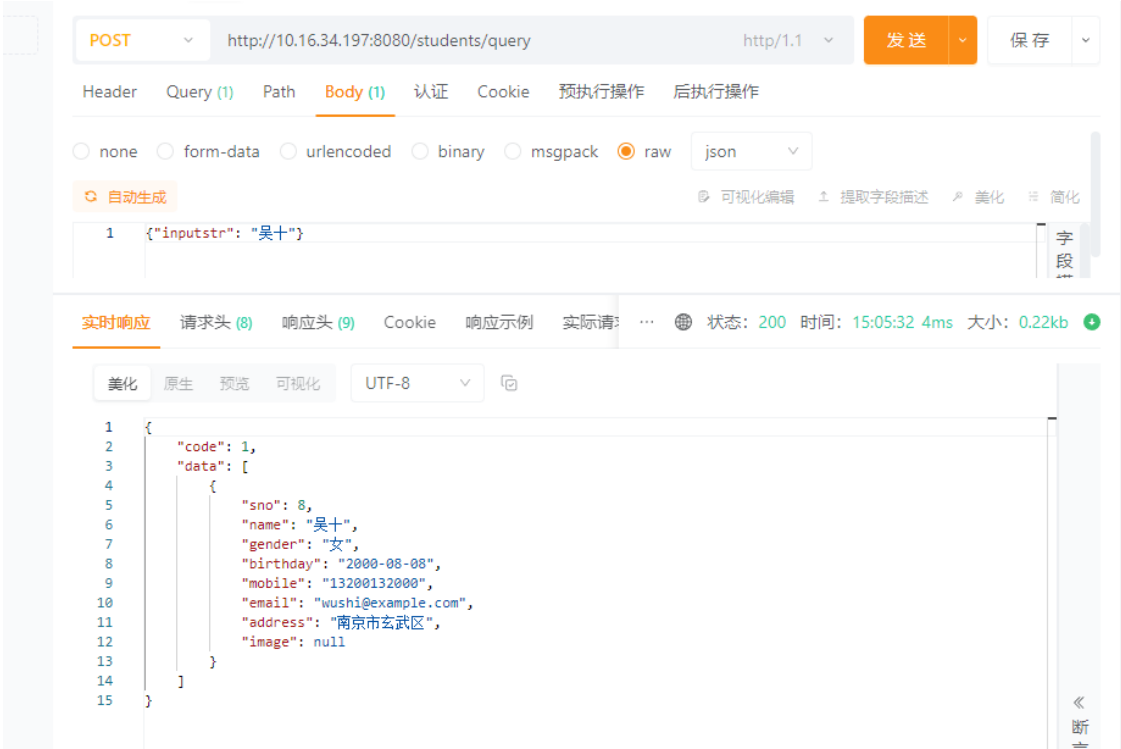 POST http://10.16.34.197:8080/students/query http/1.1 发送 保存
Header Query (1) Path Body (1) 认证 Cookie 预执行操作 后执行操作
none form-data urlencoded binary msgpack raw json
自动生成 可视化编辑 提取字段描述 美化 简化
1 {"inputstr": "吴十"}
字
段
实时响应 请求头 (8) 响应头 (9) Cookie 响应示例 实际请 ... 状态: 200 时间: 15:05:32 4ms 大小: 0.22kb
美化 原生 预览 可视化 UTF-8
1 {
2 "code": 1,
3 "data": [
4 {
5 "sno": 8,
6 "name": "吴十",
7 "gender": "女",
8 "birthday": "2000-08-08",
9 "mobile": "13200132000",
10 "email": "wushi@example.com",
11 "address": "南京市玄武区",
12 "image": null
13 }
14 ]
15 }
断